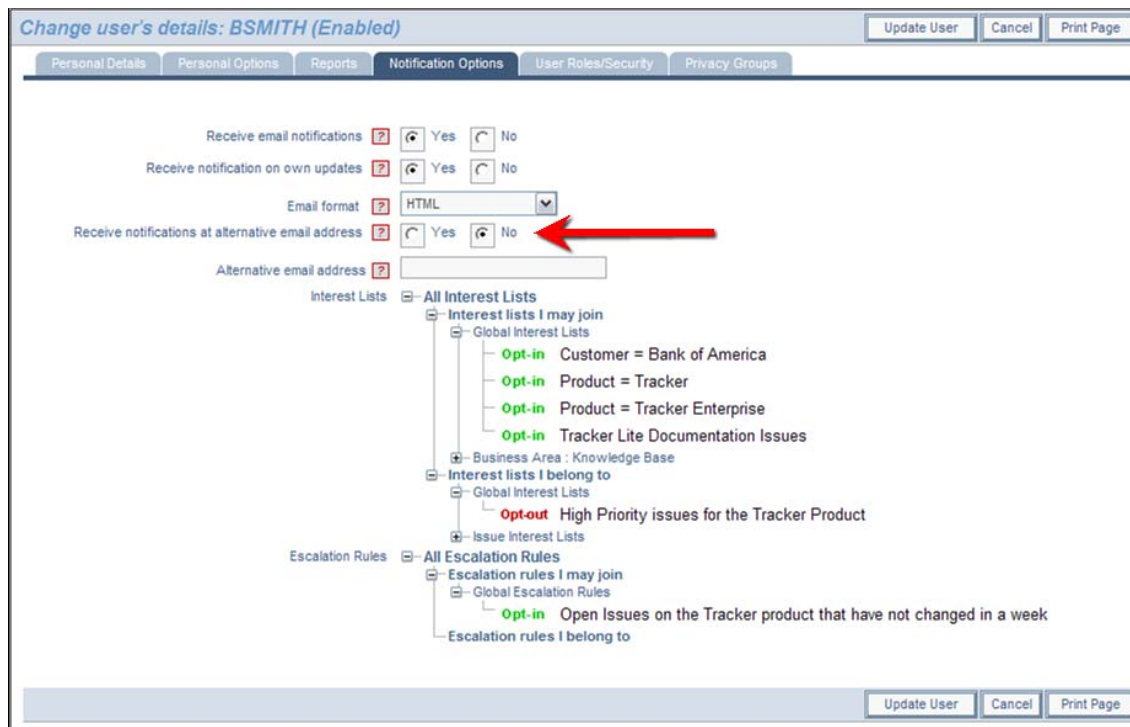 Change user's details: BSMITH (Enabled) Update User Cancel Print Page
Personal Details Personal Options Reports Notification Options User Roles/Security Privacy Groups
Receive email notifications ? Yes No
Receive notification on own updates ? Yes No
Email format ? HTML
Receive notifications at alternative email address ? Yes No
Alternative email address ?
Interest Lists All Interest Lists
Interest lists I may join
Global Interest Lists
Opt-in Customer = Bank of America
Opt-in Product = Tracker
Opt-in Product = Tracker Enterprise
Opt-in Tracker Lite Documentation Issues
Business Area : Knowledge Base
Interest lists I belong to
Global Interest Lists
Opt-out High Priority issues for the Tracker Product
Issue Interest Lists
Escalation Rules All Escalation Rules
Escalation rules I may join
Global Escalation Rules
Opt-in Open Issues on the Tracker product that have not changed in a week
Escalation rules I belong to
Update User Cancel Print Page